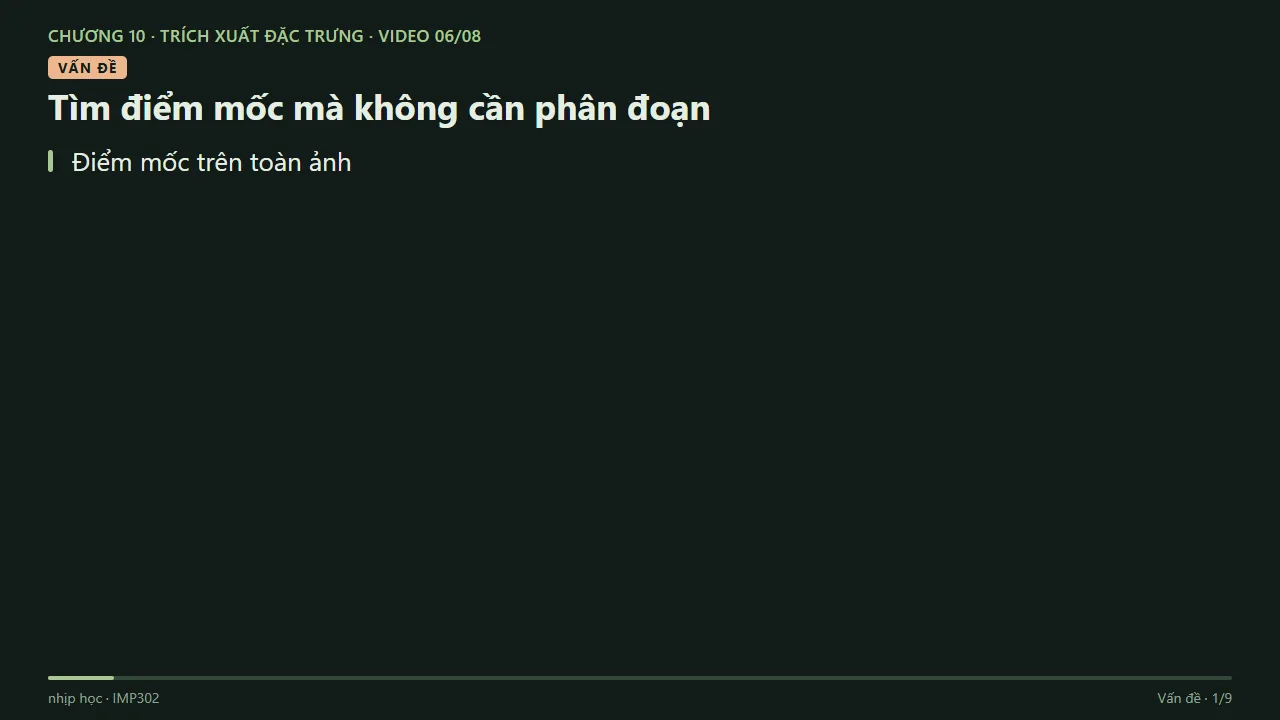 CHƯƠNG 10 · TRÍCH XUẤT ĐẶC TRƯNG · VIDEO 06/08
VẤN ĐỀ
Tìm điểm mốc mà không cần phân đoạn
Điểm mốc trên toàn ảnh
nhịp học · IMP302
Vấn đề · 1/9